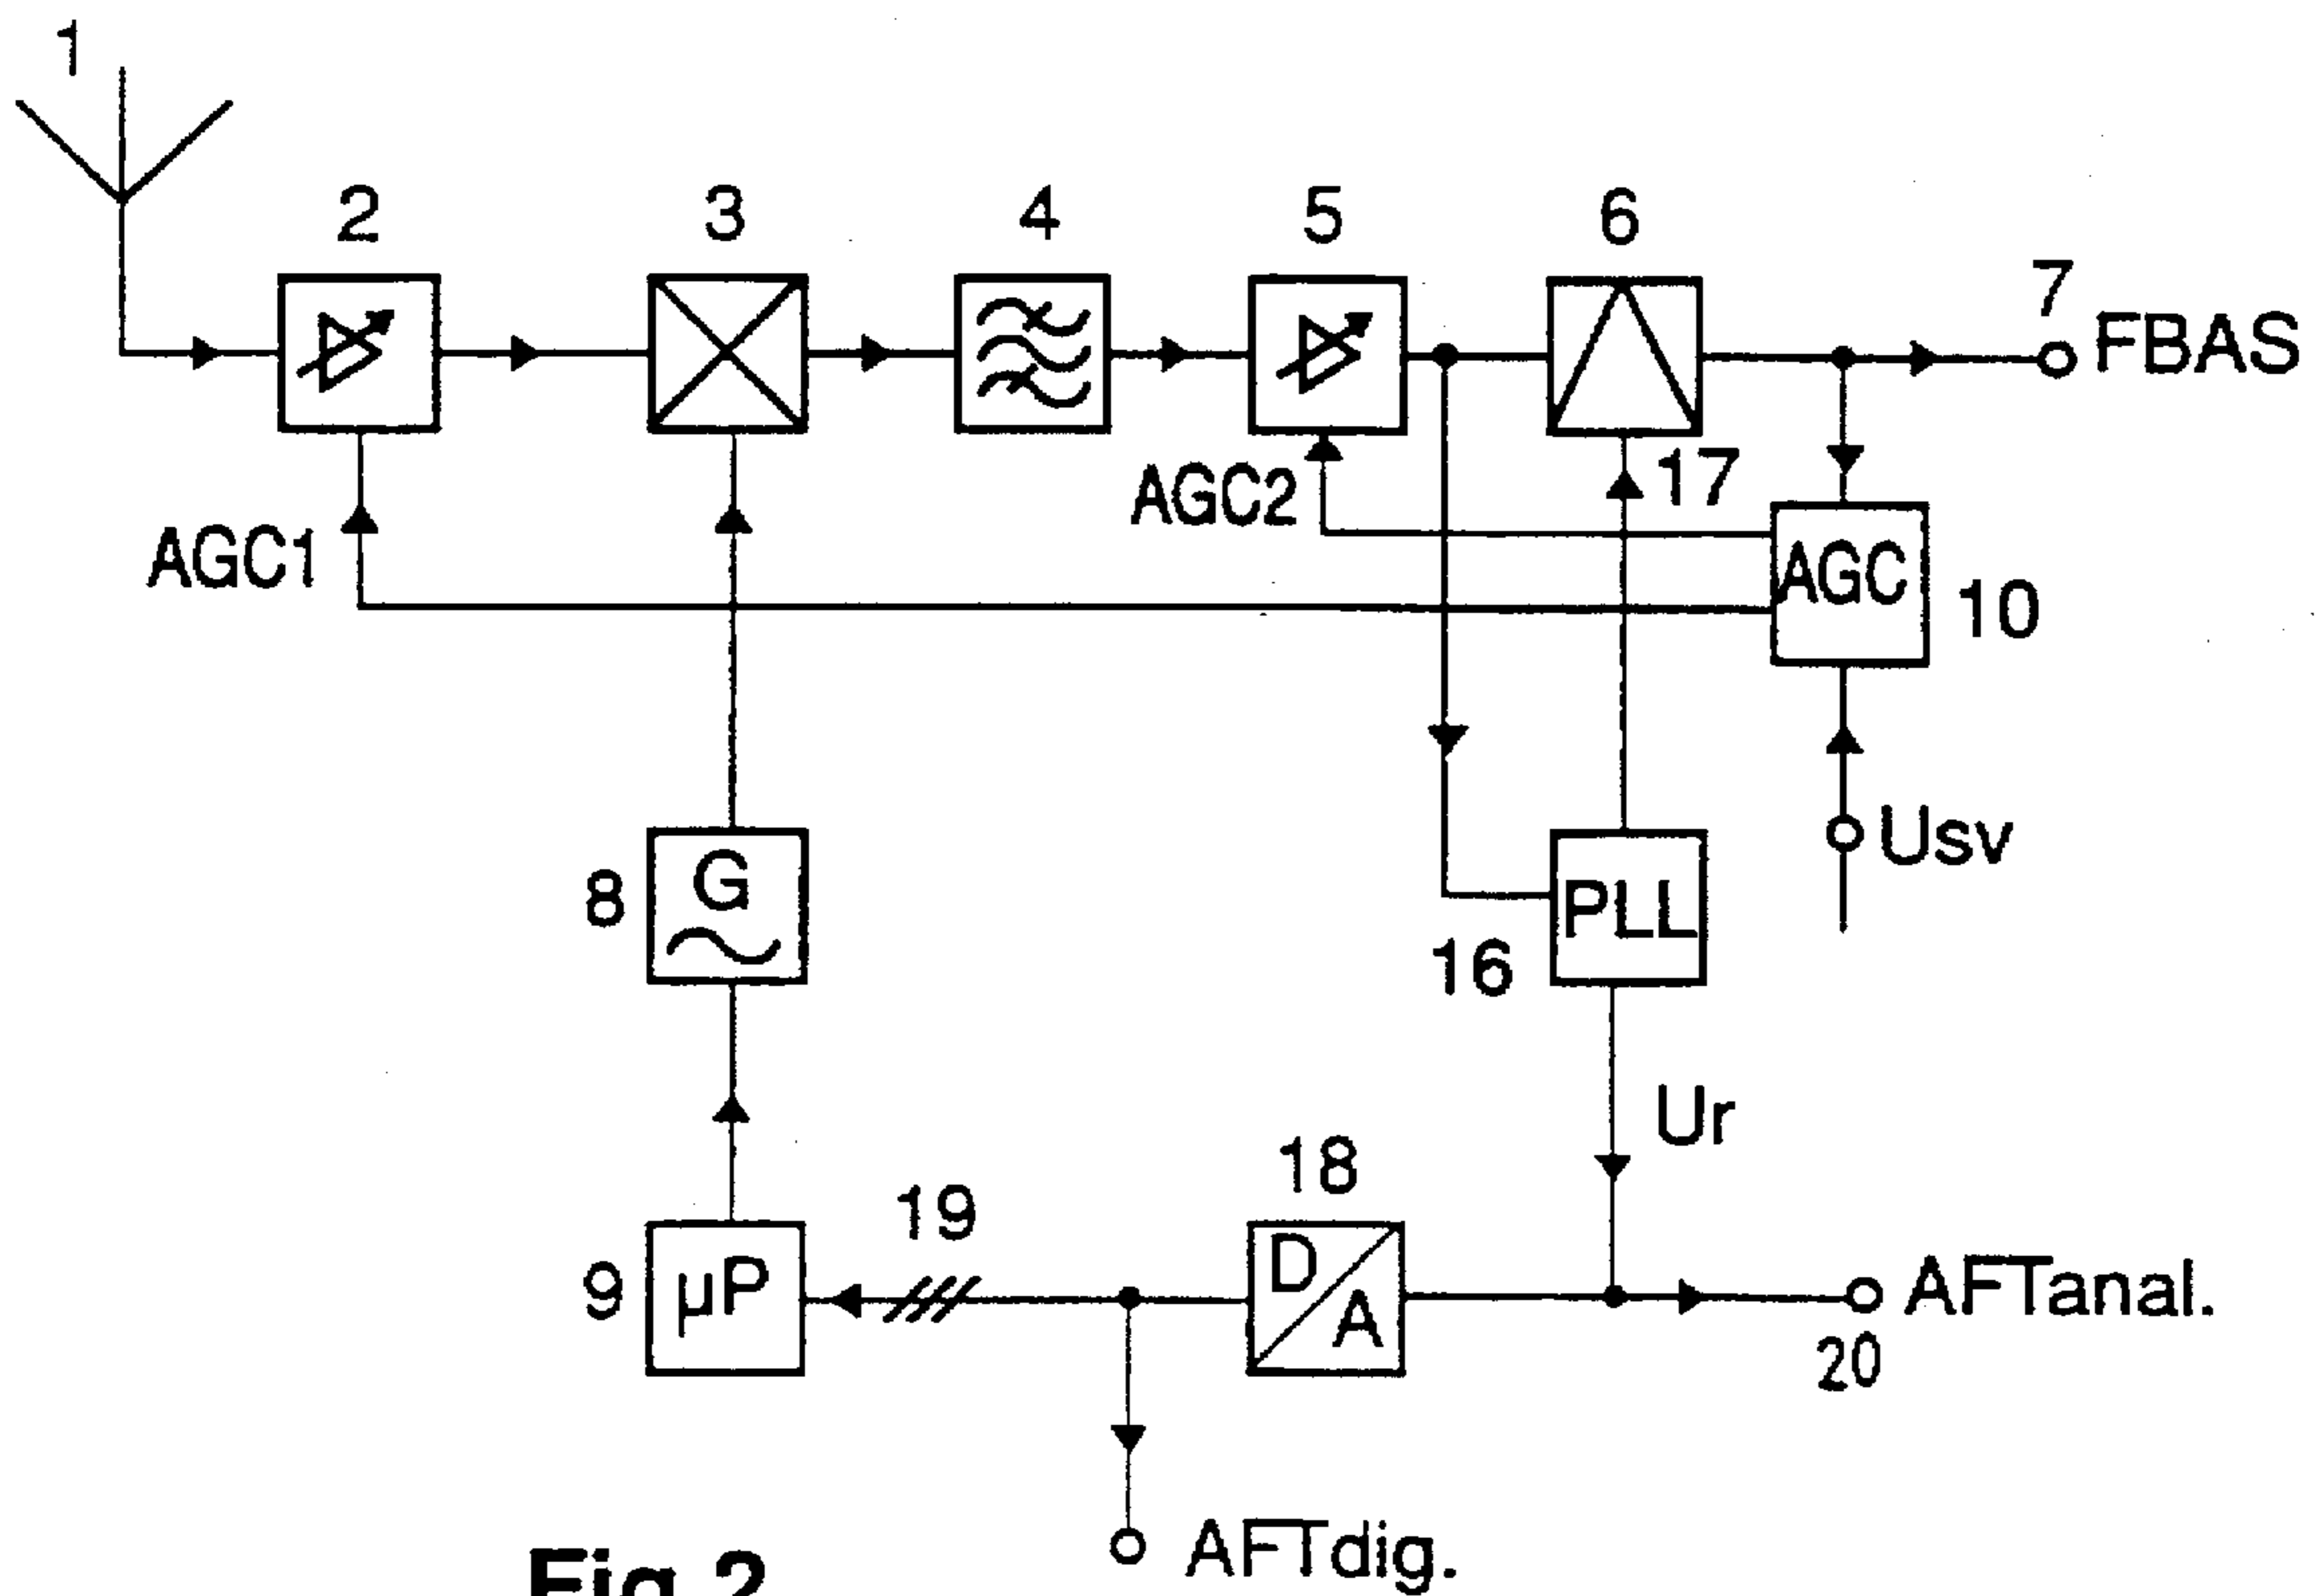 1
2
3
4
5
6
7
FBAS
17
AGC2
AGC1
AGC
10
Usv
8
G
PLL
16
Ur
18
19
9
µP
D
A
AFTanal.
20
AFTdig.
Fig.2